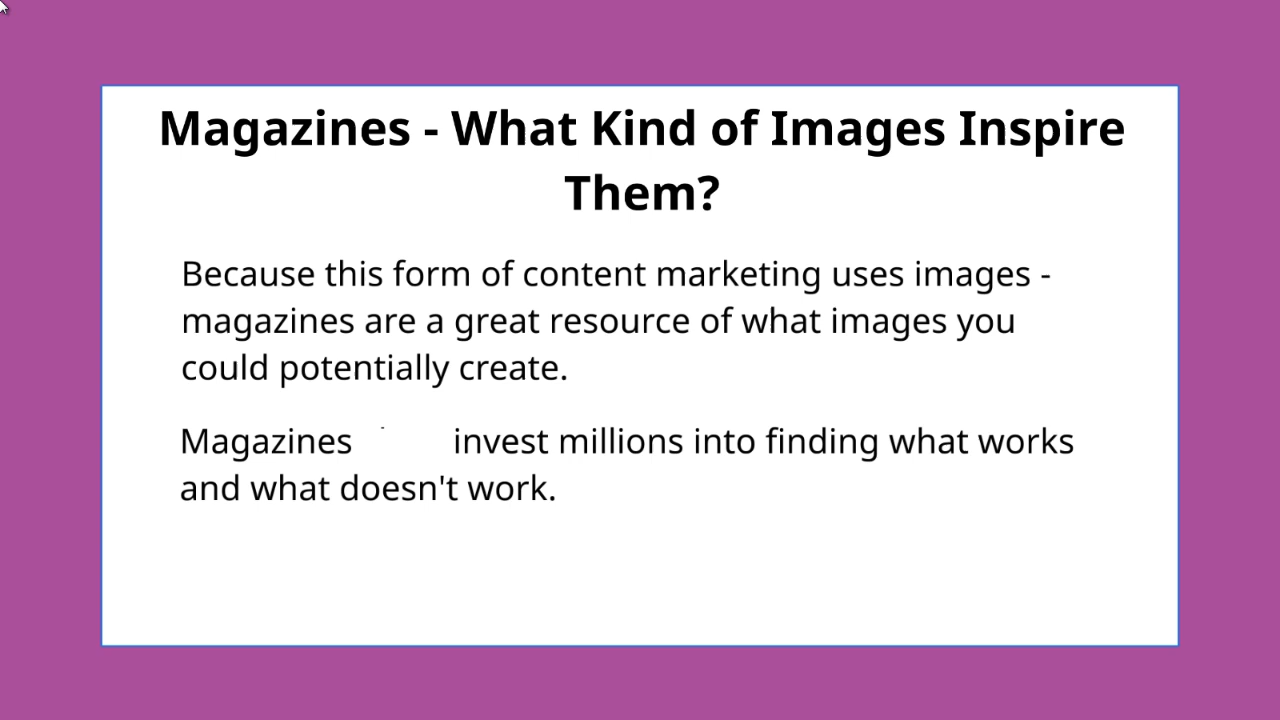 Magazines - What Kind of Images Inspire
Them?
Because this form of content marketing uses images -
magazines are a great resource of what images you
could potentially create.
Magazines invest millions into finding what works
and what doesn't work.